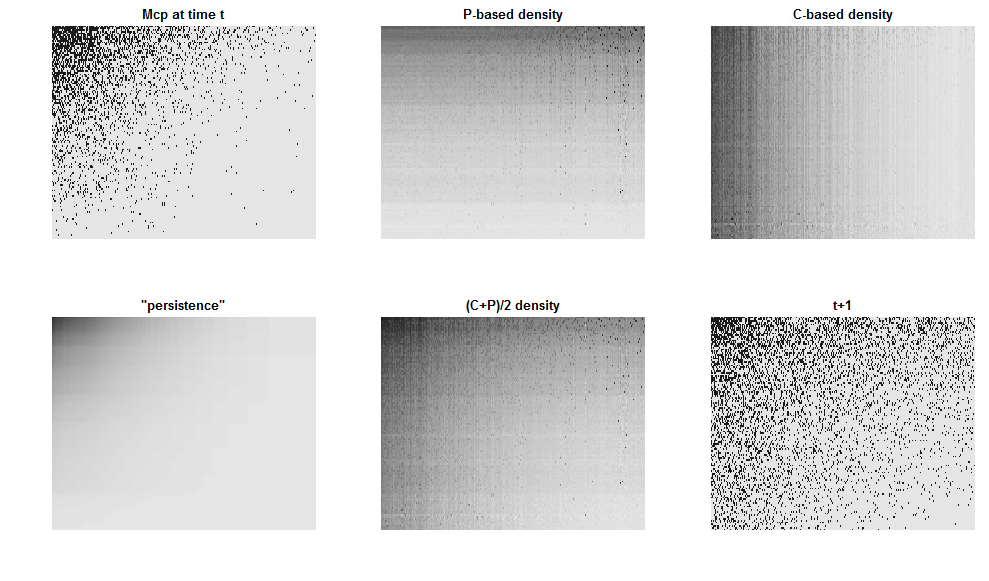 Mcp at time t
P-based density
C-based density
"persistence"
(C+P)/2 density
t+1